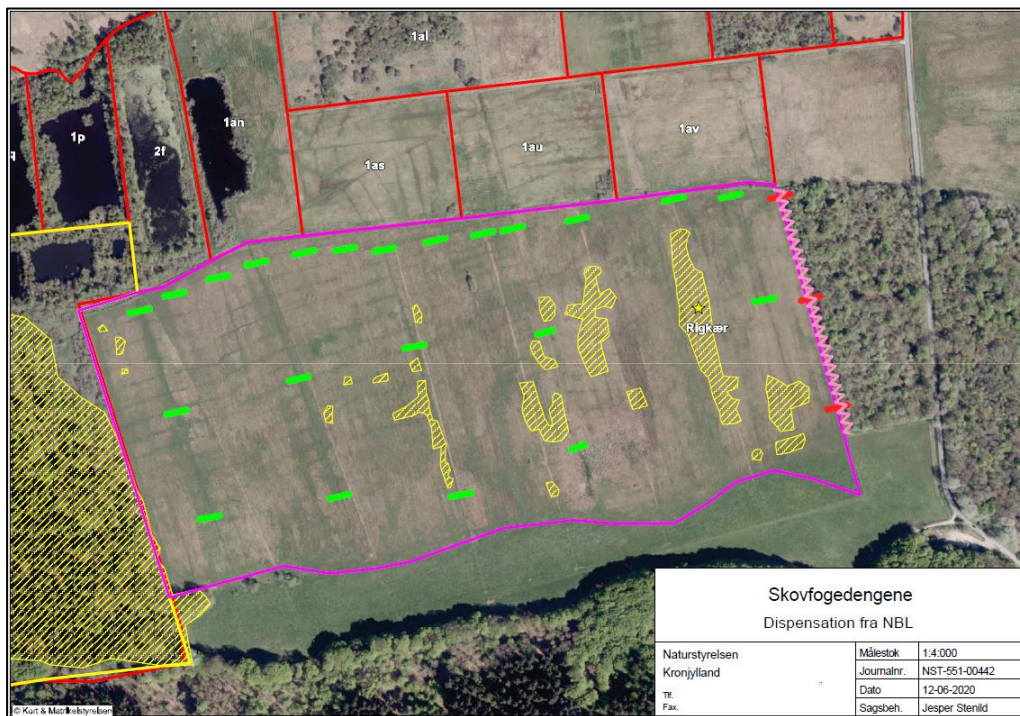 1al
1p
2f
1an
1as
1au
1av
Rigkær
Skovfogedengene
Dispensation fra NBL
Naturstyrelsen
Kronjylland
Tlf.
Fax.
Målestok 1:4:000
Journalnr. NST-551-00442
Dato 12-06-2020
Sagsbeh. Jesper Stenild
© Kort & Matrikelstyrelsen